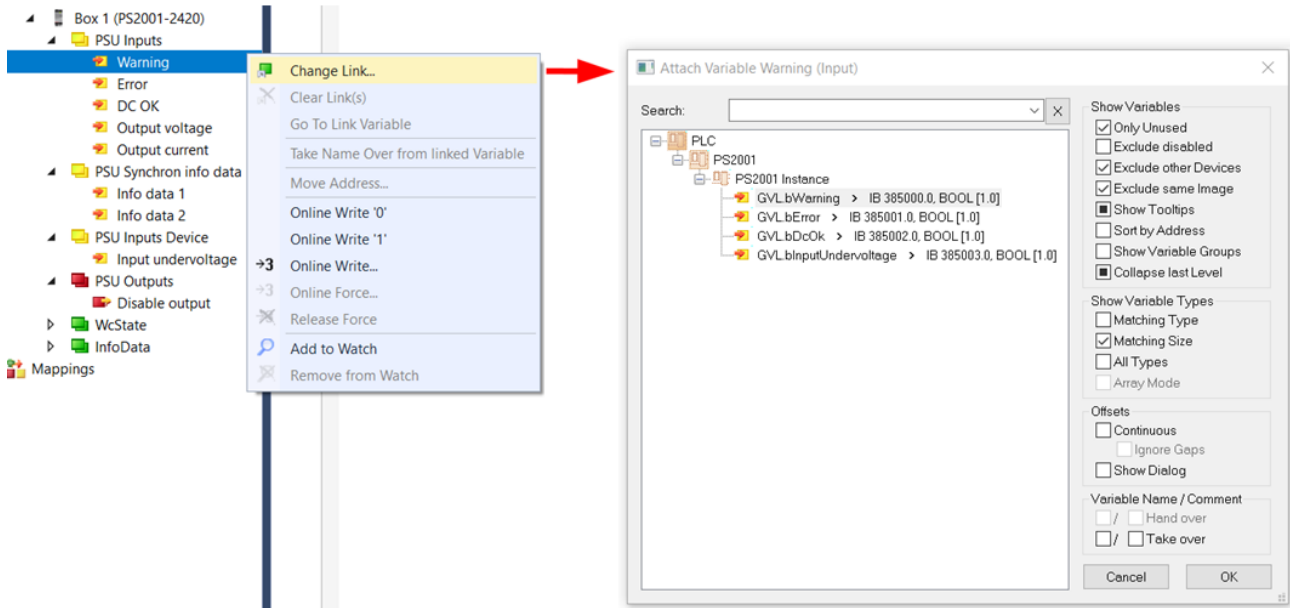 Box 1 (PS2001-2420)
PSU Inputs
Warning
Error
DC OK
Output voltage
Output current
PSU Synchron info data
Info data 1
Info data 2
PSU Inputs Device
Input undervoltage
PSU Outputs
Disable output
WcState
InfoData
Mappings
Change Link...
Clear Link(s)
Go To Link Variable
Take Name Over from linked Variable
Move Address...
Online Write '0'
Online Write '1'
→3 Online Write...
→3 Online Force...
Release Force
Add to Watch
Remove from Watch
Attach Variable Warning (Input)
Search:
PLC
PS2001
PS2001 Instance
GVL.bWarning > IB 385000.0, BOOL [1.0]
GVL.bError > IB 385001.0, BOOL [1.0]
GVL.bDcOk > IB 385002.0, BOOL [1.0]
GVL.bInputUndervoltage > IB 385003.0, BOOL [1.0]
Show Variables
Only Unused
Exclude disabled
Exclude other Devices
Exclude same Image
Show Tooltips
Sort by Address
Show Variable Groups
Collapse last Level
Show Variable Types
Matching Type
Matching Size
All Types
Array Mode
Offsets
Continuous
Ignore Gaps
Show Dialog
Variable Name / Comment
/ Hand over
/ Take over
Cancel
OK